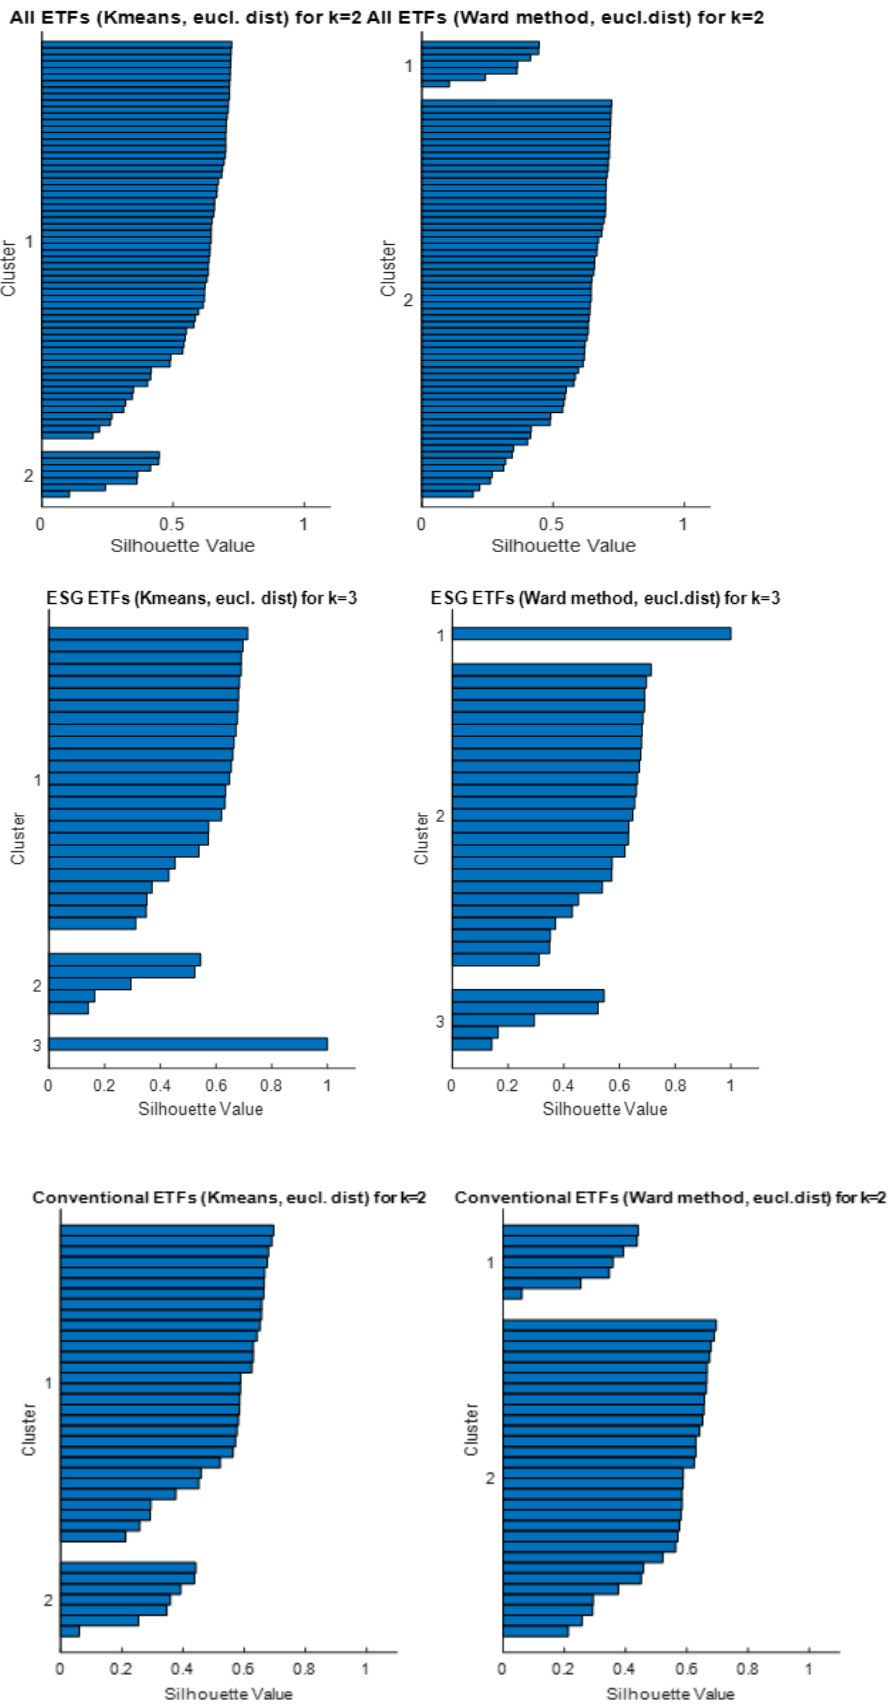 All ETFs (Kmeans, eucl. dist) for k=2
Cluster
1
2
0 0.5 1
Silhouette Value
All ETFs (Ward method, eucl.dist) for k=2
Cluster
1
2
0 0.5 1
Silhouette Value
ESG ETFs (Kmeans, eucl. dist) for k=3
Cluster
1
2
3
0 0.2 0.4 0.6 0.8 1
Silhouette Value
ESG ETFs (Ward method, eucl.dist) for k=3
Cluster
1
2
3
0 0.2 0.4 0.6 0.8 1
Silhouette Value
Conventional ETFs (Kmeans, eucl. dist) for k=2
Cluster
1
2
0 0.2 0.4 0.6 0.8 1
Silhouette Value
Conventional ETFs (Ward method, eucl.dist) for k=2
Cluster
1
2
0 0.2 0.4 0.6 0.8 1
Silhouette Value